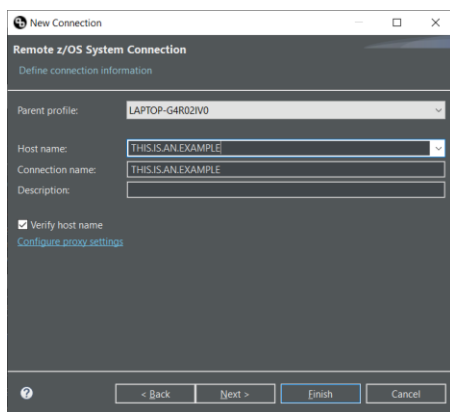 New Connection
Remote z/OS System Connection
Define connection information
Parent profile: LAPTOP-G4R02IV0
Host name: THIS.IS.AN.EXAMPLE
Connection name: THIS.IS.AN.EXAMPLE
Description:
Verify host name
Configure proxy settings
? < Back Next > Finish Cancel